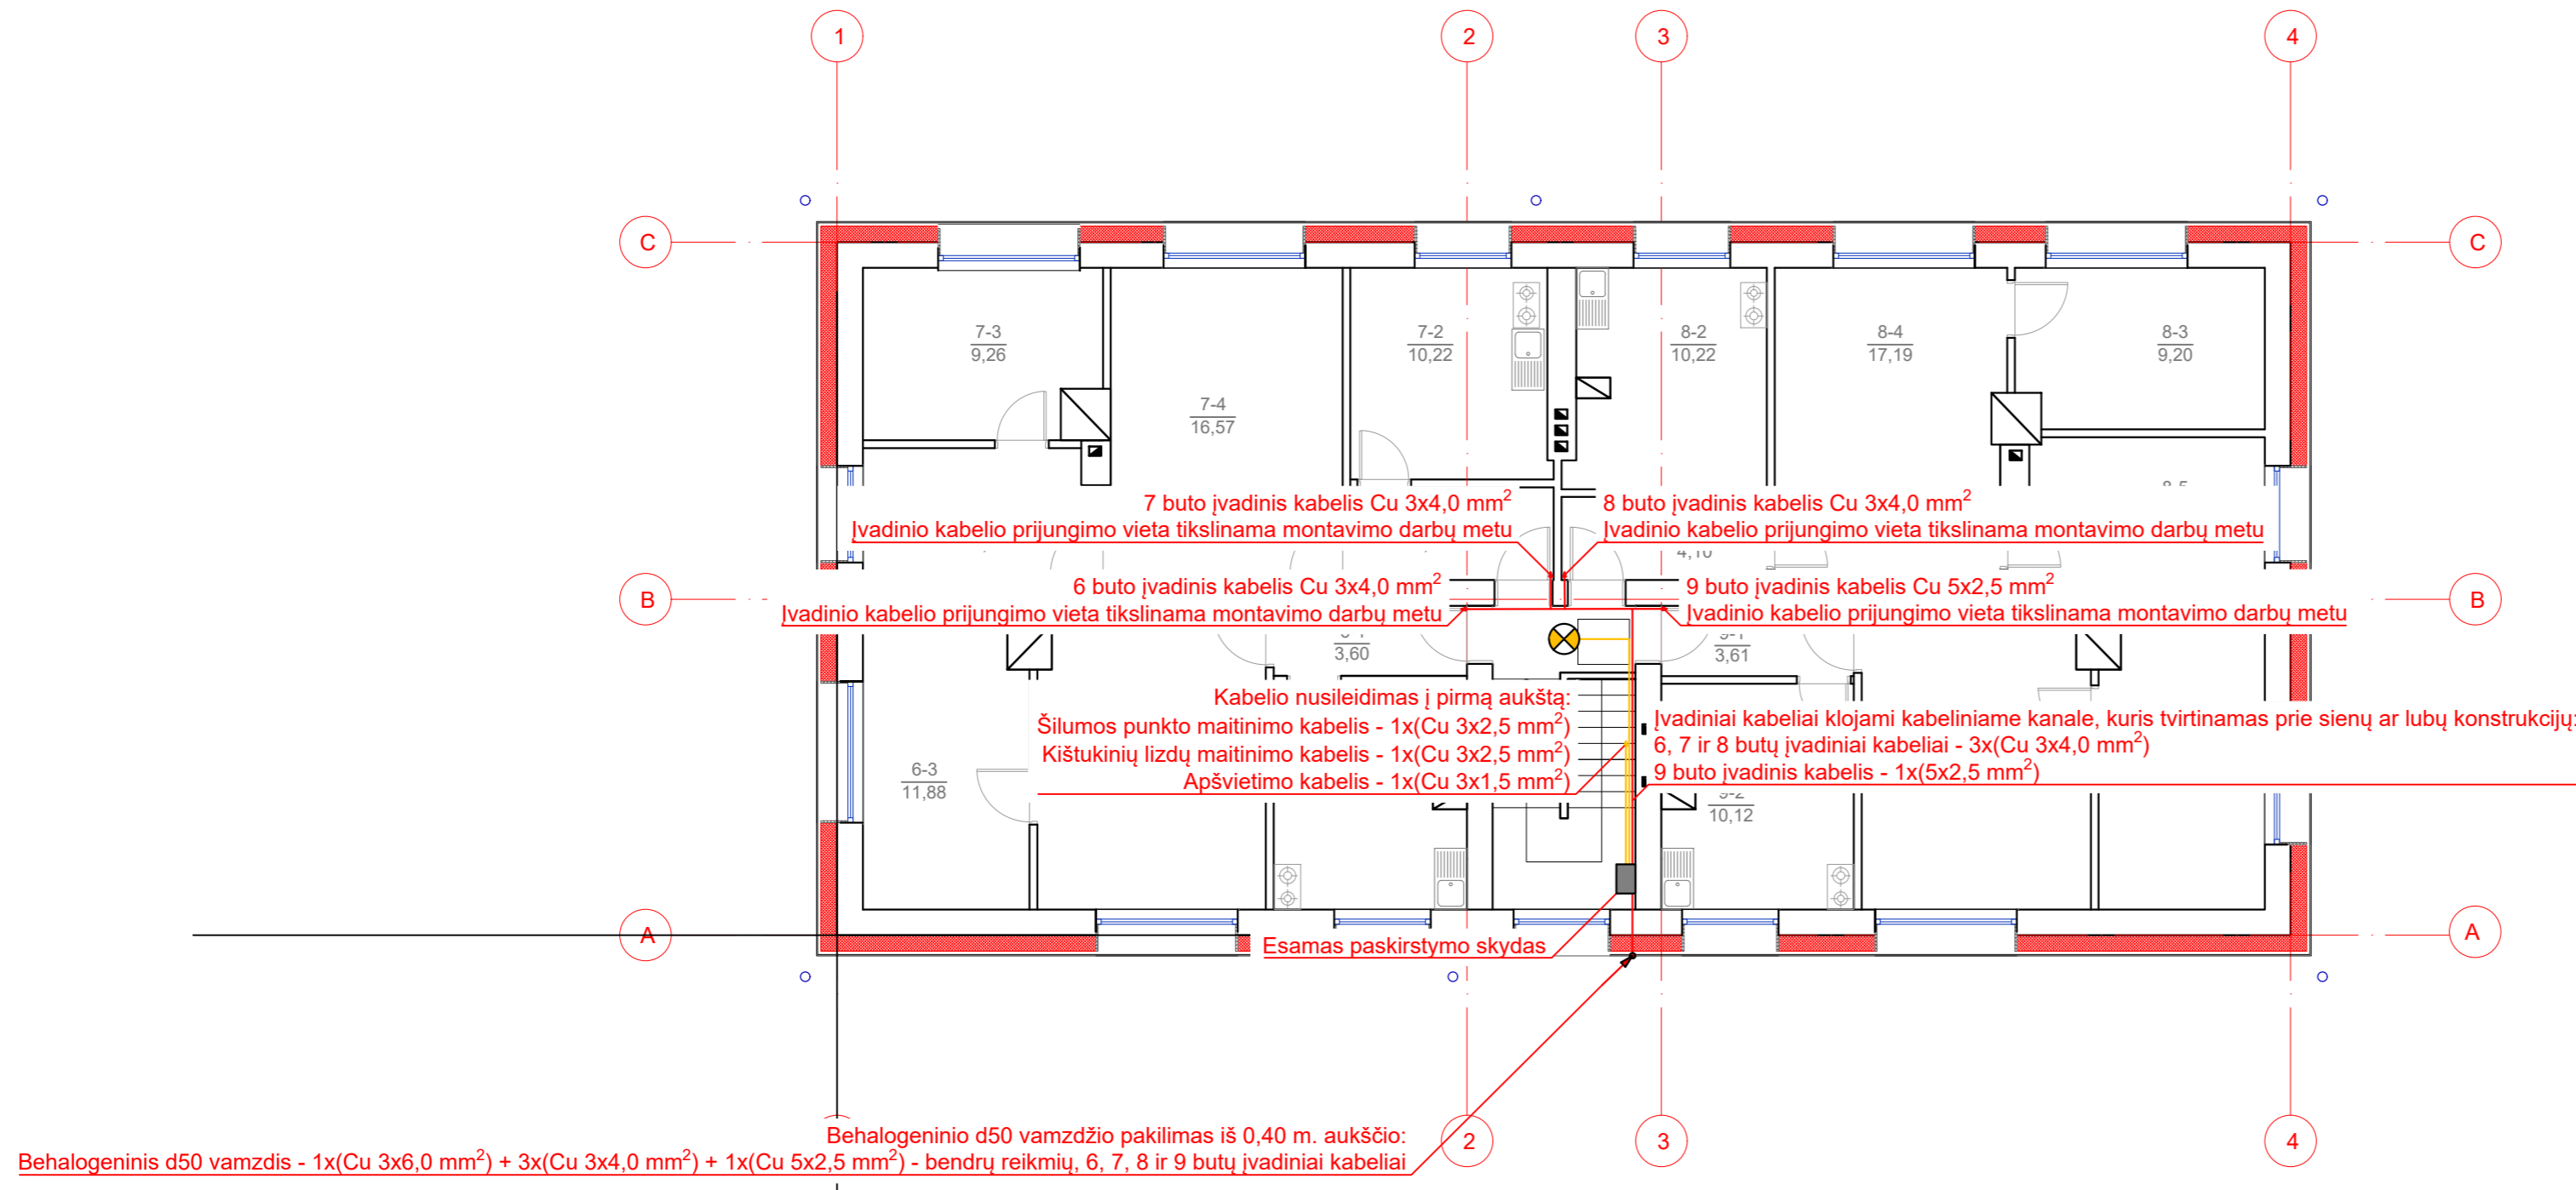 1
2
3
4
C
C
7-3
9,26
7-4
16,57
7-2
10,22
8-2
10,22
8-4
17,19
8-3
9,20
7 buto įvadinis kabelis Cu 3x4,0 mm²
Įvadinio kabelio prijungimo vieta tikslinama montavimo darbų metu
8 buto įvadinis kabelis Cu 3x4,0 mm²
Įvadinio kabelio prijungimo vieta tikslinama montavimo darbų metu
B
6 buto įvadinis kabelis Cu 3x4,0 mm²
Įvadinio kabelio prijungimo vieta tikslinama montavimo darbų metu
9 buto įvadinis kabelis Cu 5x2,5 mm²
Įvadinio kabelio prijungimo vieta tikslinama montavimo darbų metu
B
3,60
9-1
3,61
Kabelio nusileidimas į pirmą aukštą:
Šilumos punkto maitinimo kabelis - 1x(Cu 3x2,5 mm²)
Kištukinių lizdų maitinimo kabelis - 1x(Cu 3x2,5 mm²)
Apšvietimo kabelis - 1x(Cu 3x1,5 mm²)
Įvadiniai kabeliai klojami kabeliniame kanale, kuris tvirtinamas prie sienų ar lubų konstrukcijų:
6, 7 ir 8 butų įvadiniai kabeliai - 3x(Cu 3x4,0 mm²)
9 buto įvadinis kabelis - 1x(5x2,5 mm²)
6-3
11,88
9-2
10,12
A
Esamas paskirstymo skydas
A
Behalogeninio d50 vamzdžio pakilimas iš 0,40 m. aukščio:
Behalogeninis d50 vamzdis - 1x(Cu 3x6,0 mm²) + 3x(Cu 3x4,0 mm²) + 1x(Cu 5x2,5 mm²) - bendrų reikmių, 6, 7, 8 ir 9 butų įvadiniai kabeliai
2
3
4